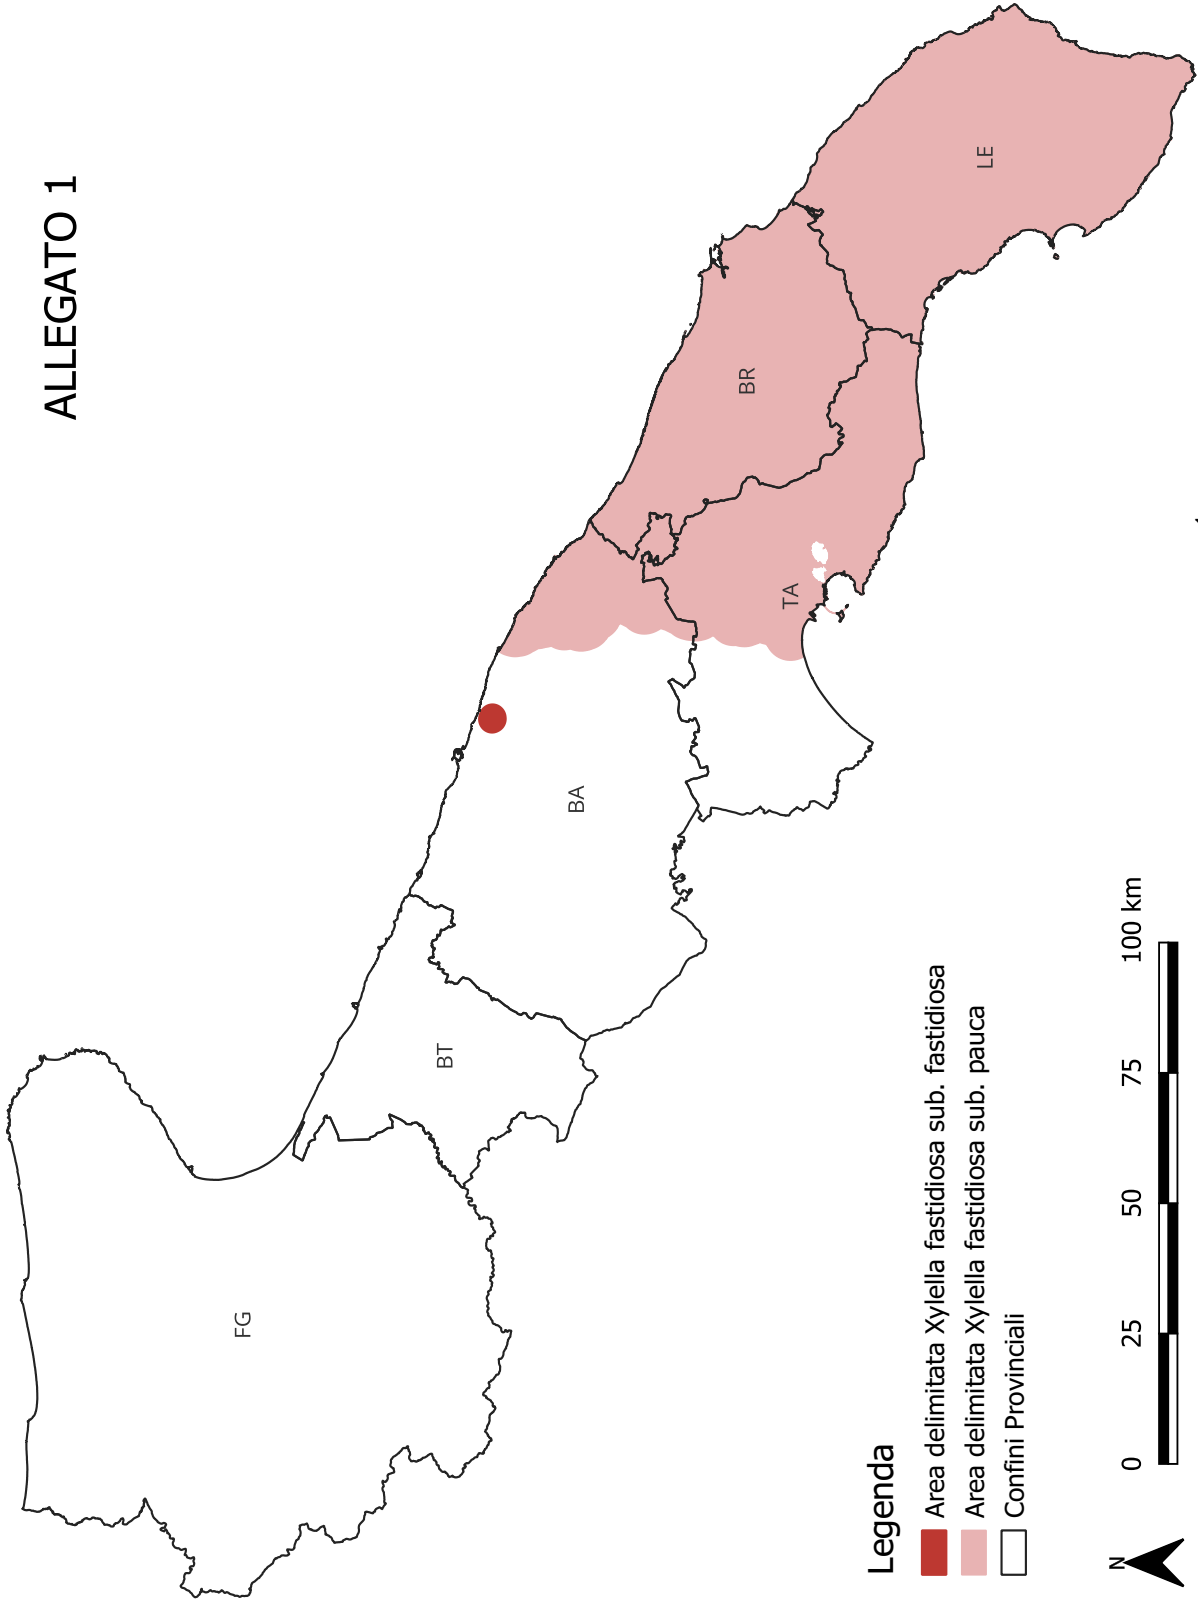 ALLEGATO 1
FG
BT
BA
TA
BR
LE
Legenda
Area delimitata Xylella fastidiosa sub. fastidiosa
Area delimitata Xylella fastidiosa sub. pauca
Confini Provinciali
N
0 25 50 75 100 km